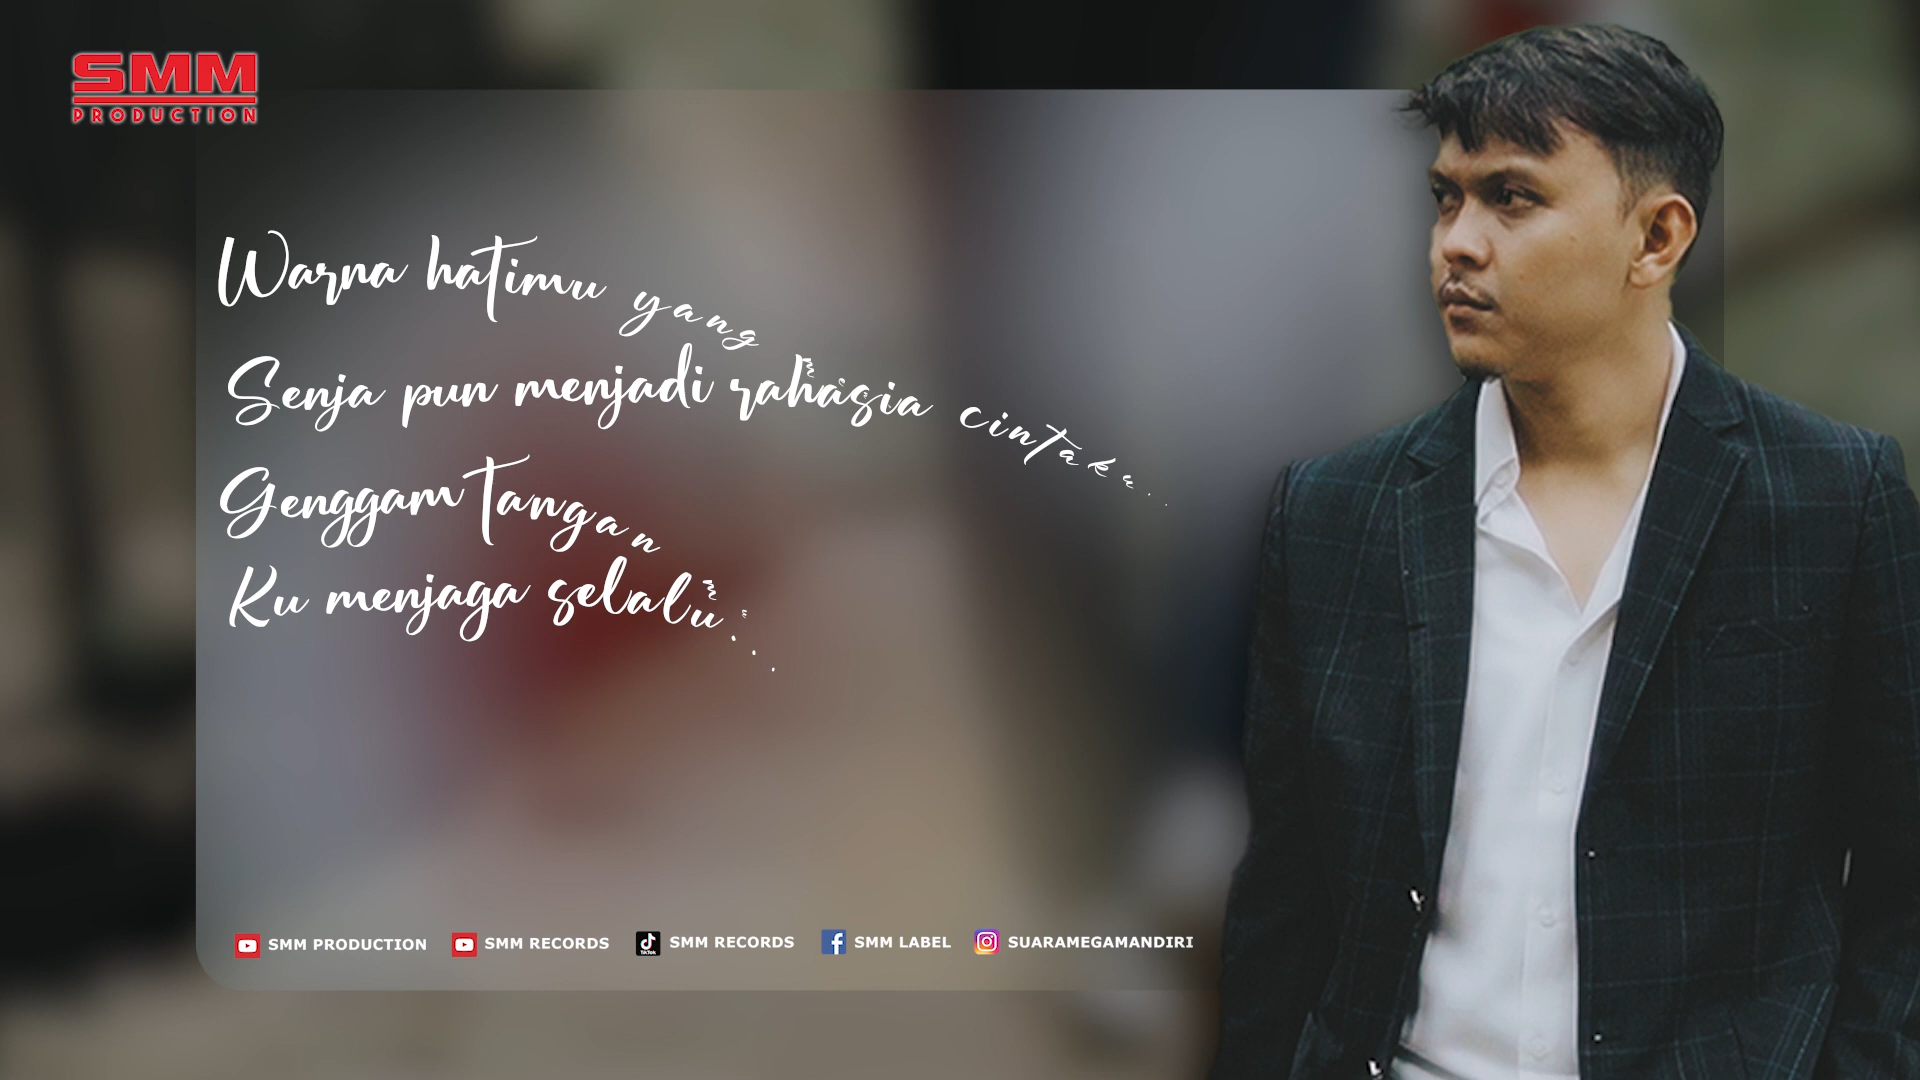 SMM
PRODUCTION
Warna hatimu yang
Senja pun menjadi rahasia cintaku..
Genggam tangan
Ku menjaga selalu...
SMM PRODUCTION
SMM RECORDS
SMM RECORDS
SMM LABEL
SUARAMEGAMANDIRI